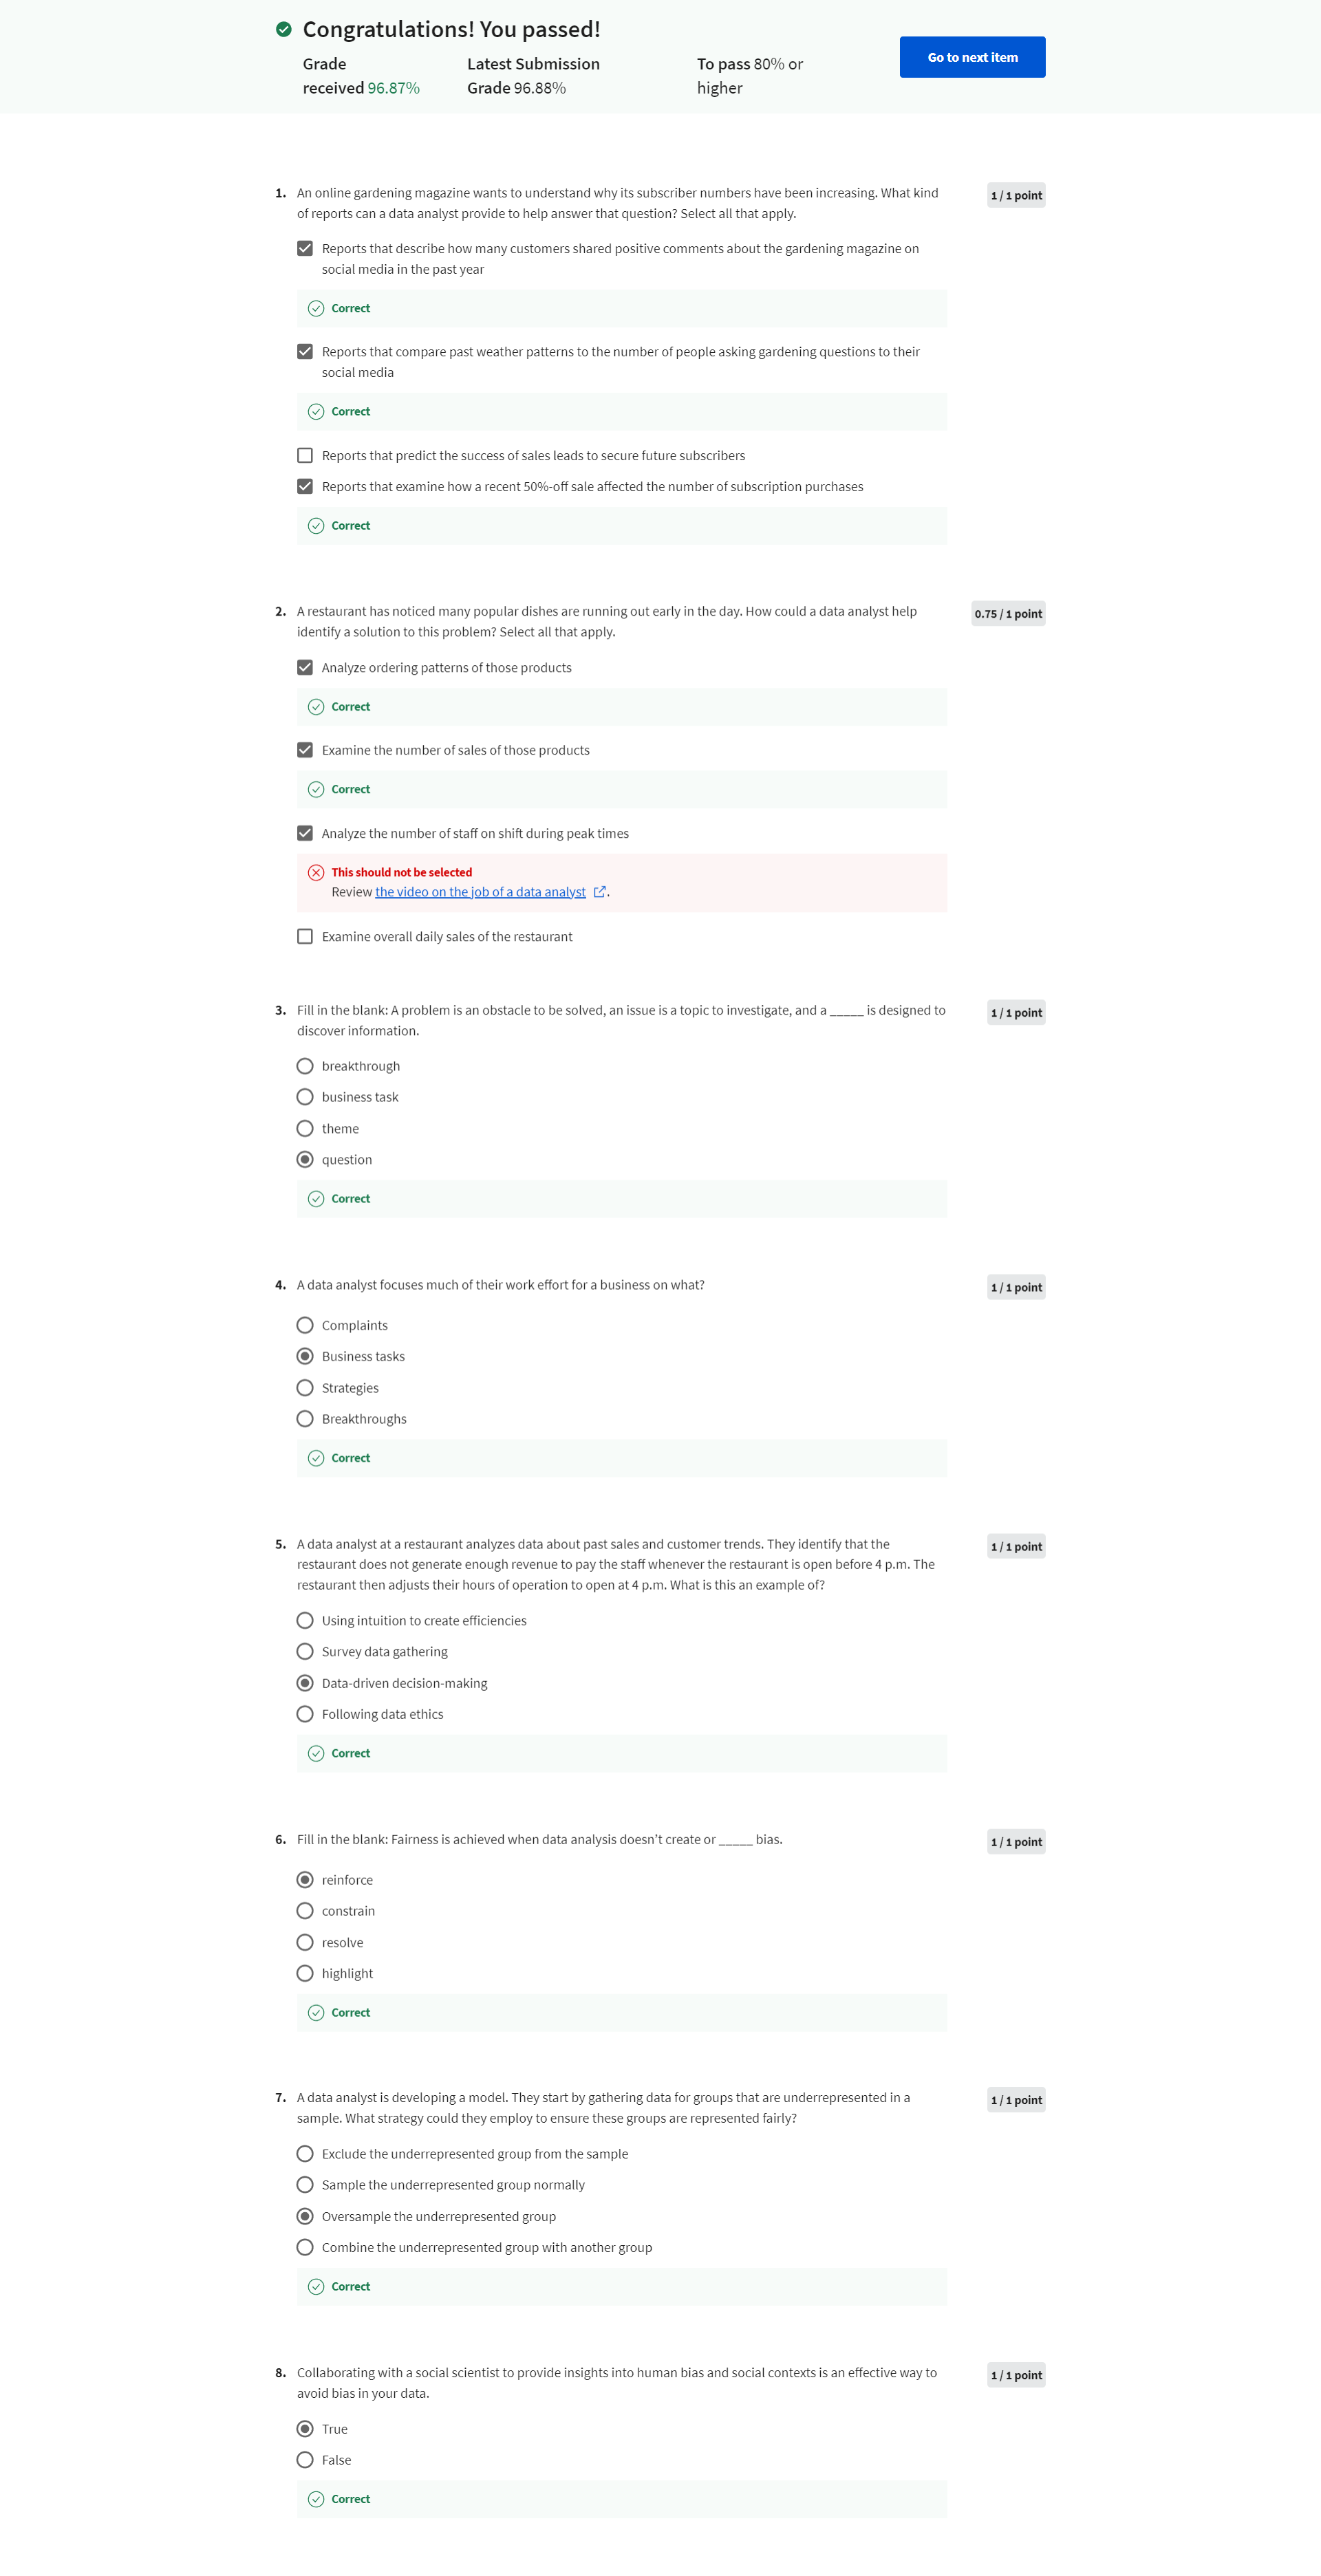 Congratulations! You passed!
Grade
received 96.87%
Latest Submission
Grade 96.88%
To pass 80% or
higher
Go to next item
1. An online gardening magazine wants to understand why its subscriber numbers have been increasing. What kind
of reports can a data analyst provide to help answer that question? Select all that apply.
1 / 1 point
Reports that describe how many customers shared positive comments about the gardening magazine on
social media in the past year
Correct
Reports that compare past weather patterns to the number of people asking gardening questions to their
social media
Correct
Reports that predict the success of sales leads to secure future subscribers
Reports that examine how a recent 50%-off sale affected the number of subscription purchases
Correct
2. A restaurant has noticed many popular dishes are running out early in the day. How could a data analyst help
identify a solution to this problem? Select all that apply.
0.75 / 1 point
Analyze ordering patterns of those products
Correct
Examine the number of sales of those products
Correct
Analyze the number of staff on shift during peak times
This should not be selected
Review the video on the job of a data analyst .
Examine overall daily sales of the restaurant
3. Fill in the blank: A problem is an obstacle to be solved, an issue is a topic to investigate, and a _____ is designed to
discover information.
1 / 1 point
breakthrough
business task
theme
question
Correct
4. A data analyst focuses much of their work effort for a business on what?
1 / 1 point
Complaints
Business tasks
Strategies
Breakthroughs
Correct
5. A data analyst at a restaurant analyzes data about past sales and customer trends. They identify that the
restaurant does not generate enough revenue to pay the staff whenever the restaurant is open before 4 p.m. The
restaurant then adjusts their hours of operation to open at 4 p.m. What is this an example of?
1 / 1 point
Using intuition to create efficiencies
Survey data gathering
Data-driven decision-making
Following data ethics
Correct
6. Fill in the blank: Fairness is achieved when data analysis doesn't create or _____ bias.
1 / 1 point
reinforce
constrain
resolve
highlight
Correct
7. A data analyst is developing a model. They start by gathering data for groups that are underrepresented in a
sample. What strategy could they employ to ensure these groups are represented fairly?
1 / 1 point
Exclude the underrepresented group from the sample
Sample the underrepresented group normally
Oversample the underrepresented group
Combine the underrepresented group with another group
Correct
8. Collaborating with a social scientist to provide insights into human bias and social contexts is an effective way to
avoid bias in your data.
1 / 1 point
True
False
Correct